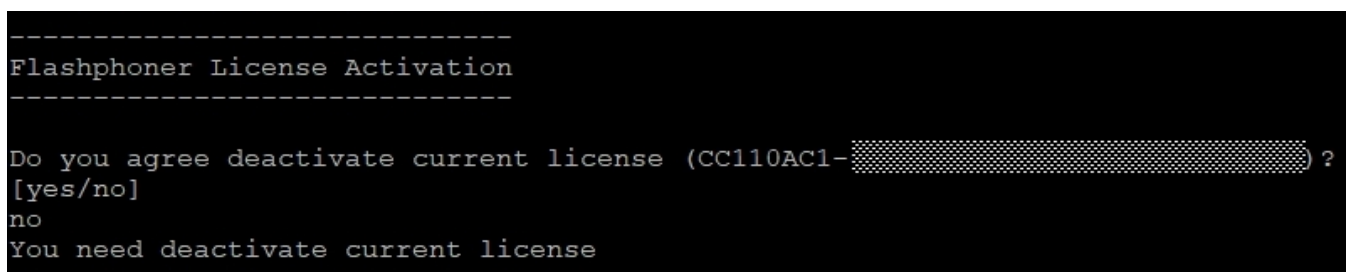 ------------------------------
Flashphoner License Activation
------------------------------
Do you agree deactivate current license (CC110AC1-)?
[yes/no]
no
You need deactivate current license